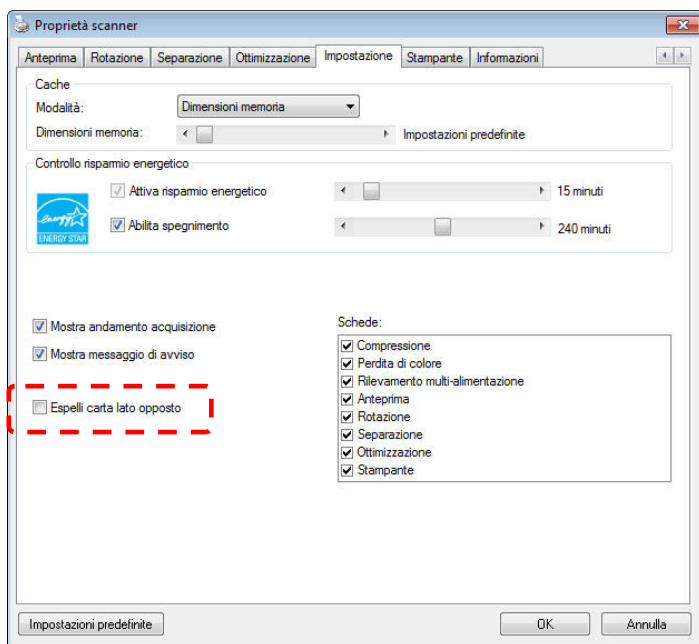 Proprietà scanner
Anteprima Rotazione Separazione Ottimizzazione Impostazione Stampante Informazioni
Cache
Modalità: Dimensioni memoria
Dimensioni memoria: Impostazioni predefinite
Controllo risparmio energetico
Attiva risparmio energetico 15 minuti
energy
ENERGY STAR
Abilita spegnimento 240 minuti
Mostra andamento acquisizione
Mostra messaggio di avviso
Espelli carta lato opposto
Schede:
Compressione
Perdita di colore
Rilevamento multi-alimentazione
Anteprima
Rotazione
Separazione
Ottimizzazione
Stampante
Impostazioni predefinite OK Annulla